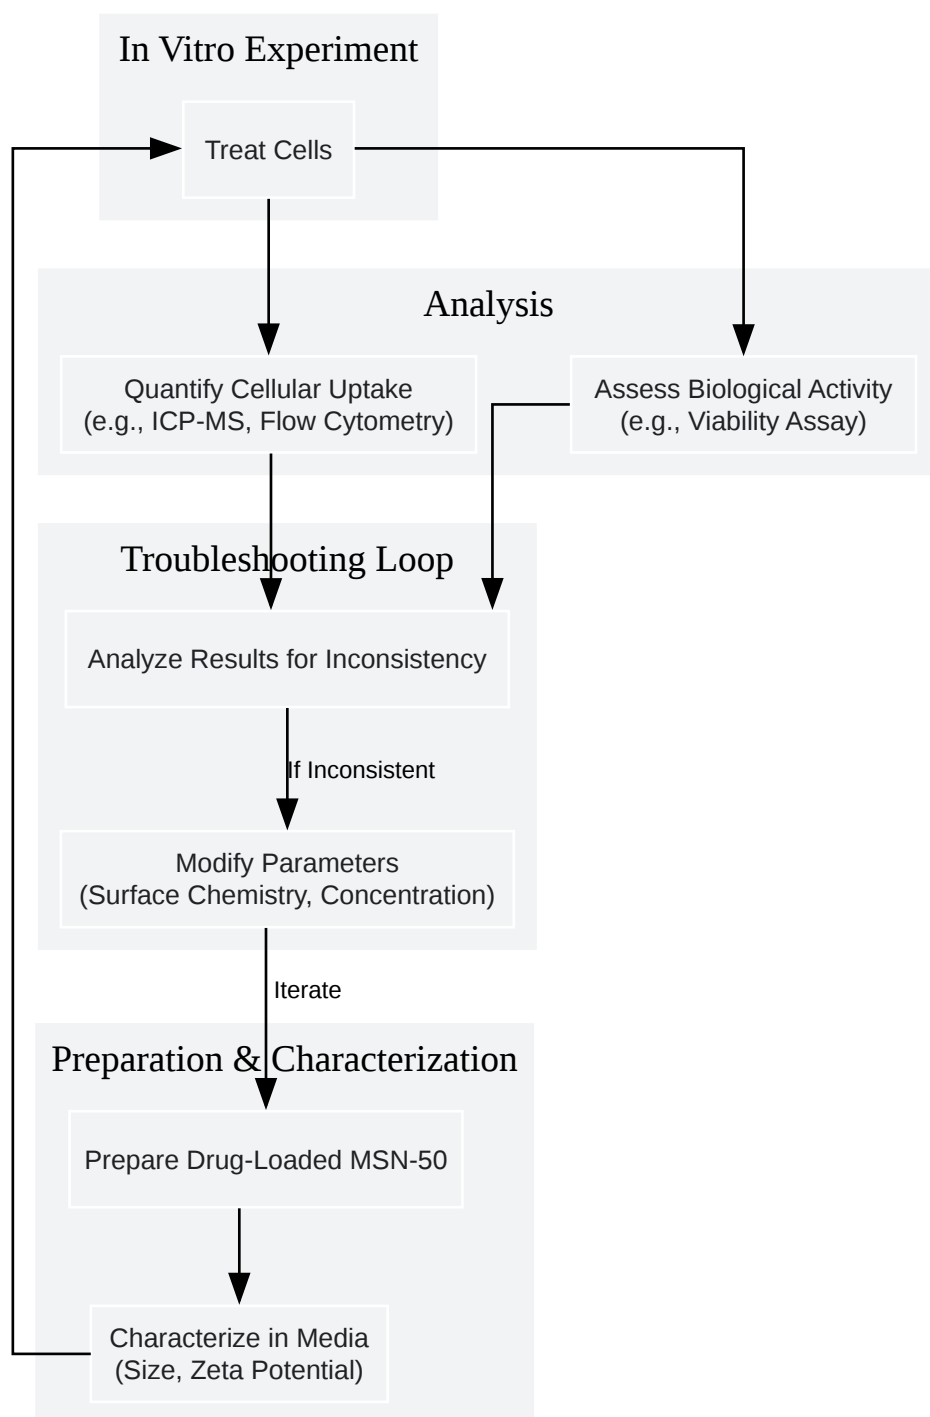 In Vitro Experiment
Treat Cells
Analysis
Quantify Cellular Uptake
(e.g., ICP-MS, Flow Cytometry)
Assess Biological Activity
(e.g., Viability Assay)
Troubleshooting Loop
Analyze Results for Inconsistency
If Inconsistent
Modify Parameters
(Surface Chemistry, Concentration)
Iterate
Preparation & Characterization
Prepare Drug-Loaded MSN-50
Characterize in Media
(Size, Zeta Potential)